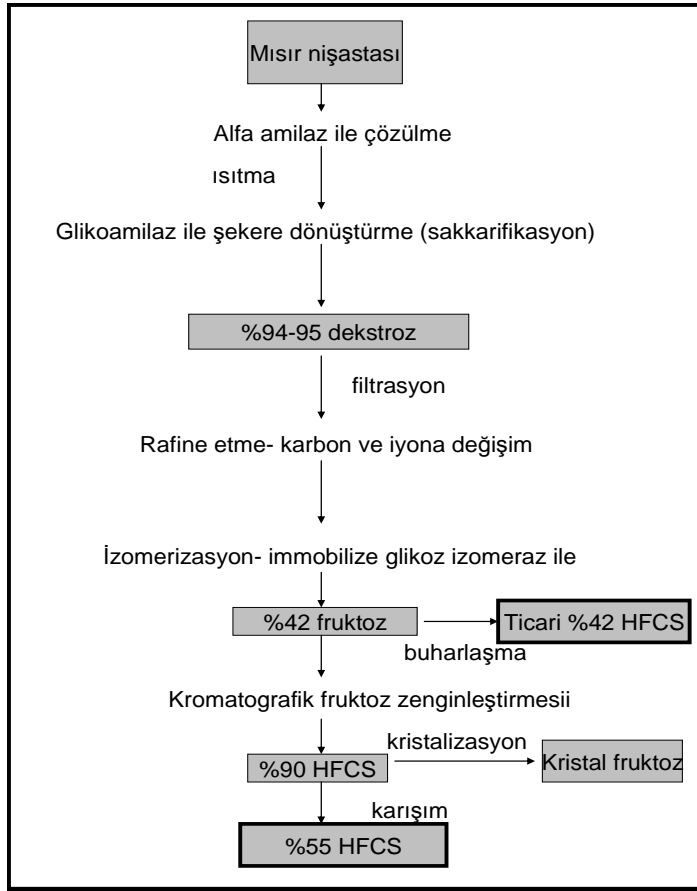 Mısır nişastası
Alfa amilaz ile çözülme
ısıtma
Glikoamilaz ile şekere dönüştürme (sakkarifikasyon)
%94-95 dekstroz
filtrasyon
Rafine etme- karbon ve iyona değişim
İzomerizasyon- immobilize glikoz izomeraz ile
%42 fruktoz
Ticari %42 HFCS
buharlaşma
Kromatografik fruktoz zenginleştirmesii
kristalizasyon
%90 HFCS
Kristal fruktoz
karışım
%55 HFCS